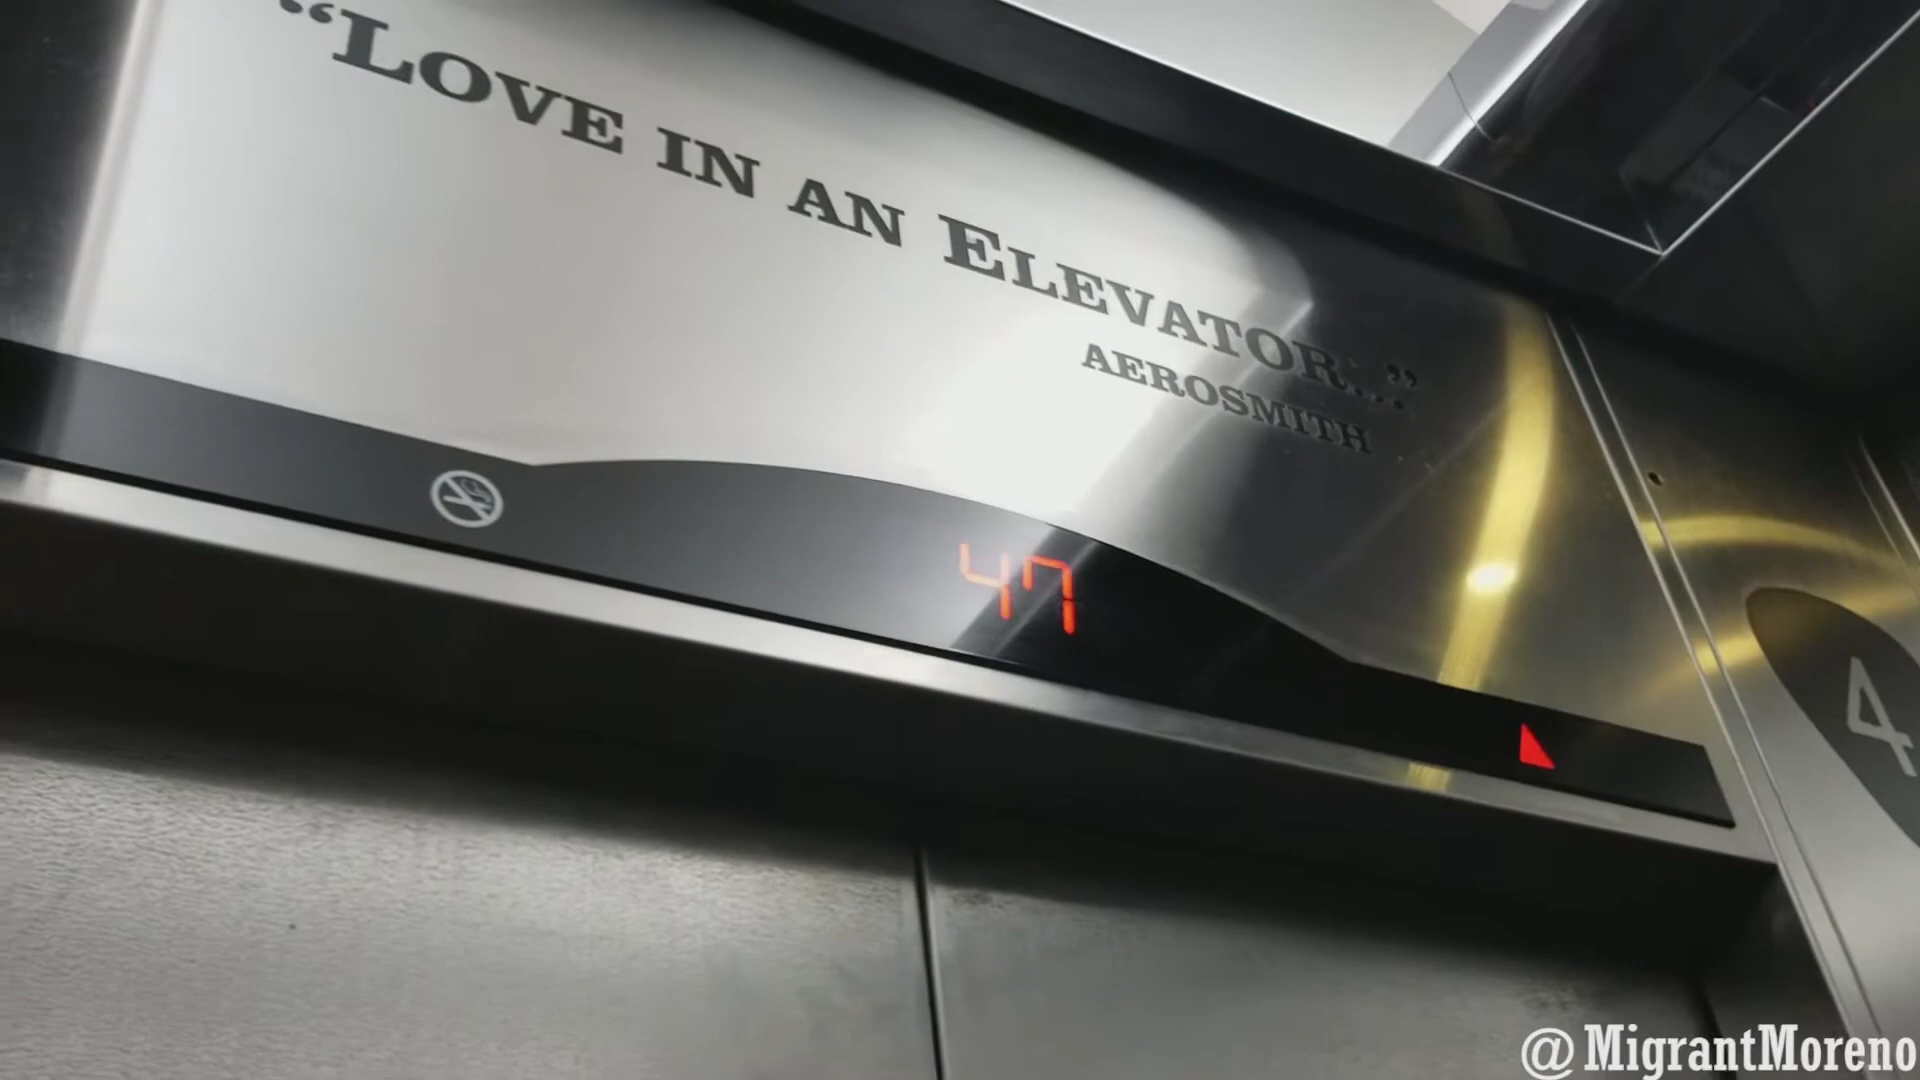 “LOVE IN AN ELEVATOR...”
AEROSMITH
47
4
@MigrantMoreno